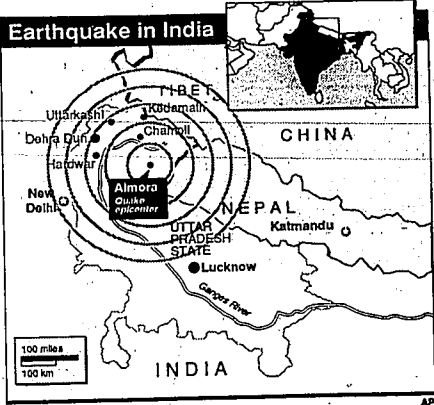 Earthquake in India
TIBET
Uttarkashi
Kedarnath
Chamoli
Dehra Dun
Hardwar
CHINA
Almora
Quake
epicenter
New
Delhi
NEPAL
Katmandu
UTTAR
PRADESH
STATE
Lucknow
Ganges River
100 miles
100 km
INDIA
AP